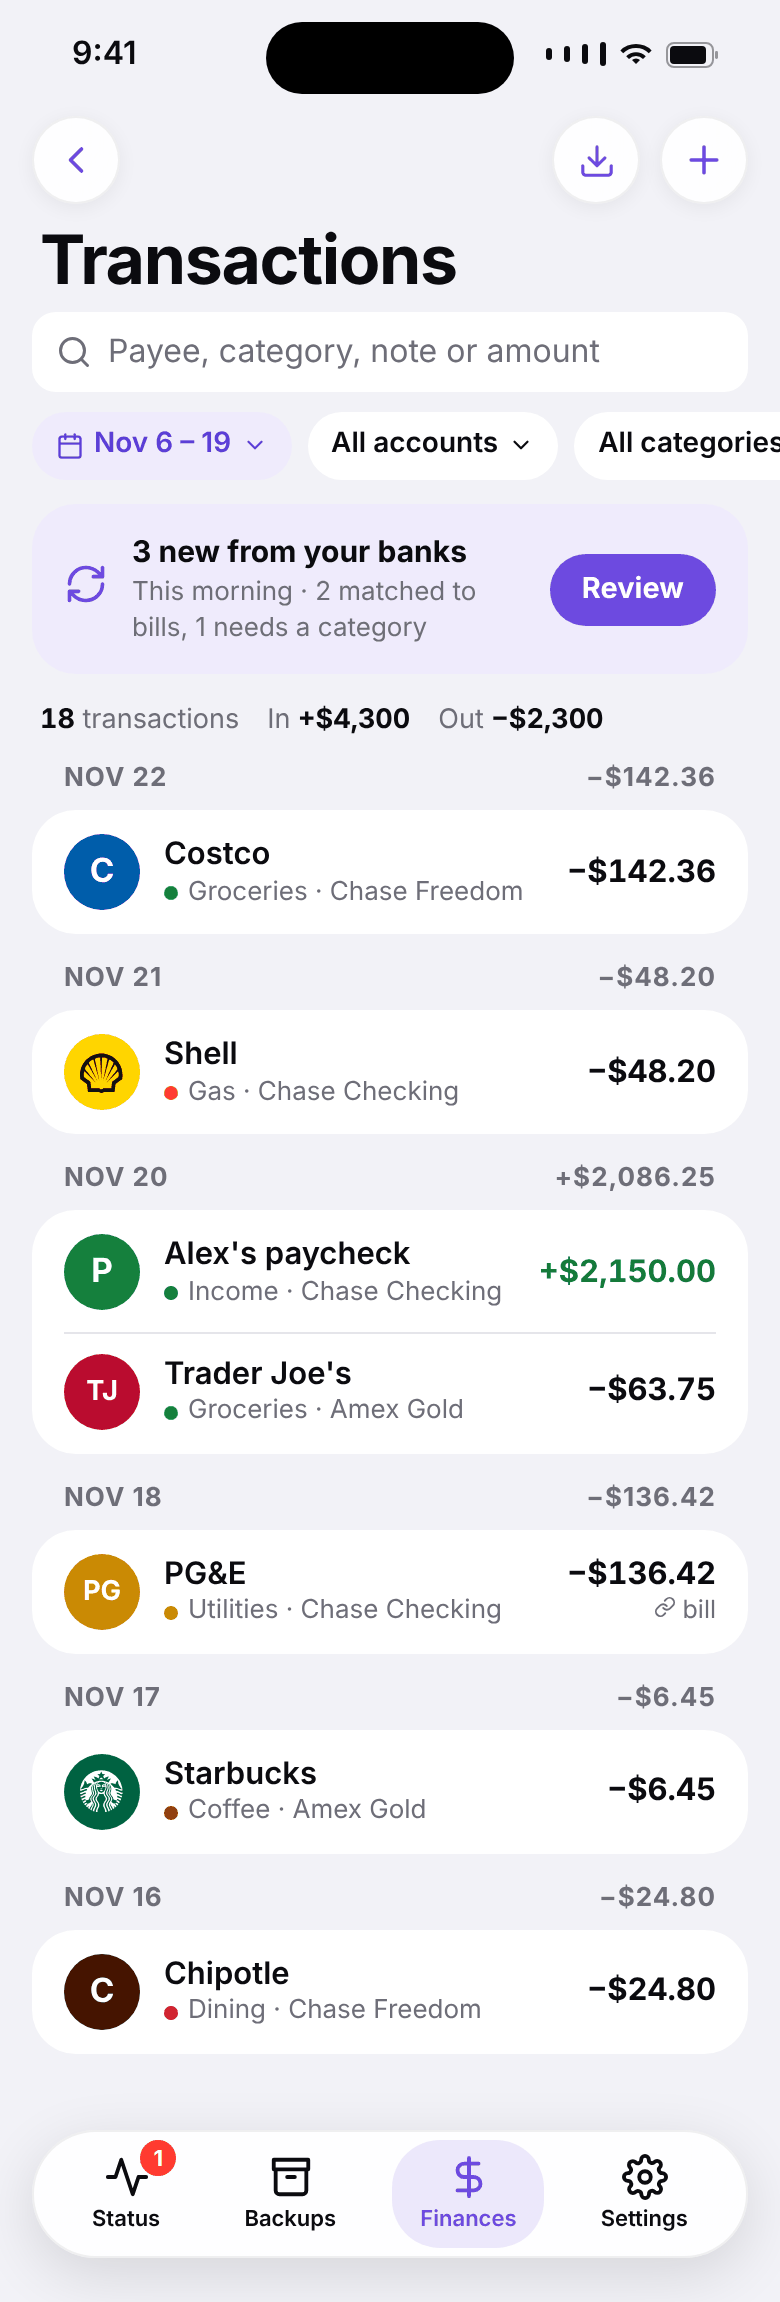 9:41
Transactions
Payee, category, note or amount
Nov 6 – 19 All accounts All categories
3 new from your banks
This morning · 2 matched to
bills, 1 needs a category
Review
18 transactions In +$4,300 Out −$2,300
NOV 22 −$142.36
C
Costco
Groceries · Chase Freedom
−$142.36
NOV 21 −$48.20
Shell
Gas · Chase Checking
−$48.20
NOV 20 +$2,086.25
P
Alex's paycheck
Income · Chase Checking
+$2,150.00
TJ
Trader Joe's
Groceries · Amex Gold
−$63.75
NOV 18 −$136.42
PG
PG&E
Utilities · Chase Checking
−$136.42
bill
NOV 17 −$6.45
Starbucks
Coffee · Amex Gold
−$6.45
NOV 16 −$24.80
C
Chipotle
Dining · Chase Freedom
−$24.80
1
Status Backups Finances Settings